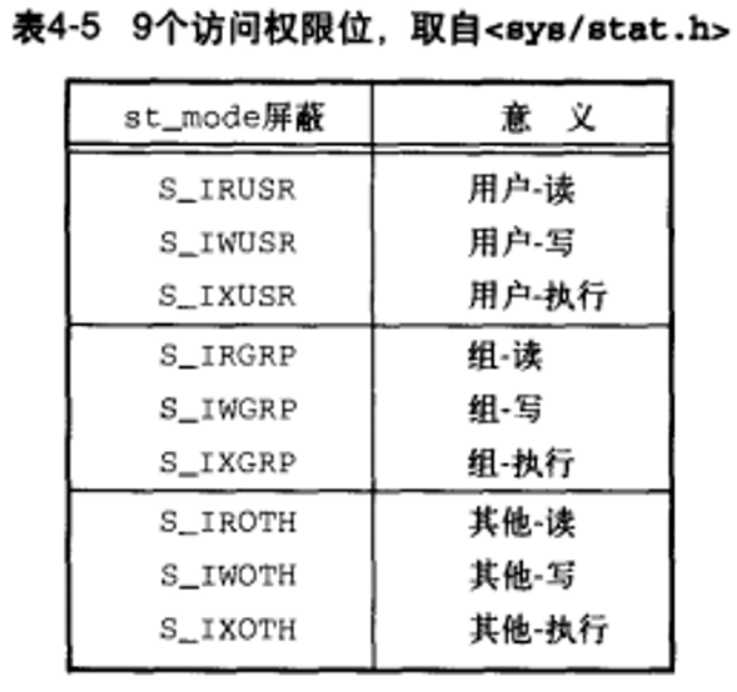 表4-5 9个访问权限位，取自<sys/stat.h>
st_mode屏蔽 意 义
S_IRUSR 用户-读
S_IWUSR 用户-写
S_IXUSR 用户-执行
S_IRGRP 组-读
S_IWGRP 组-写
S_IXGRP 组-执行
S_IROTH 其他-读
S_IWOTH 其他-写
S_IXOTH 其他-执行